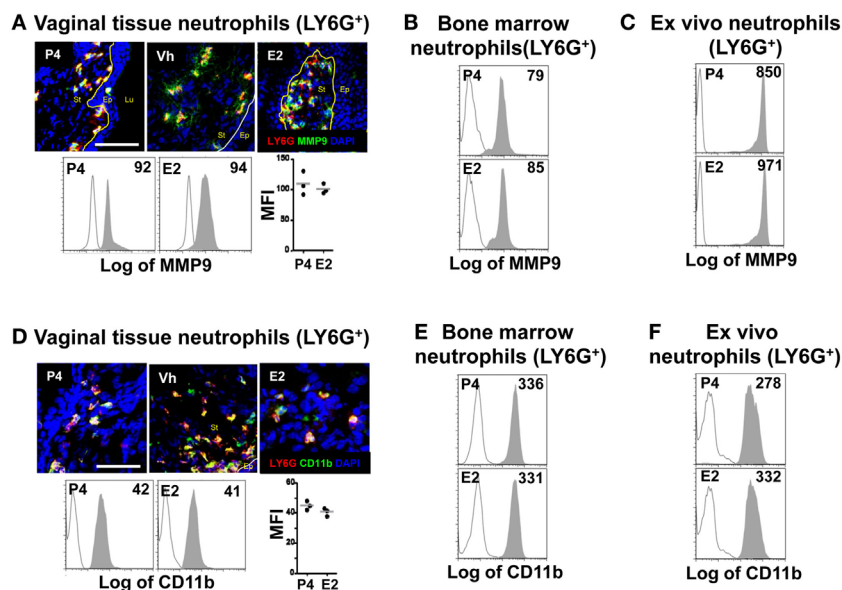 A Vaginal tissue neutrophils (LY6G⁺)
P4
St
Ep
Lu
Vh
St
Ep
E2
St
Ep
LY6G MMP9 DAPI
P4 92
E2 94
Log of MMP9
MFI
150
100
50
0
P4 E2
B Bone marrow
neutrophils(LY6G⁺)
P4 79
E2 85
Log of MMP9
C Ex vivo neutrophils
(LY6G⁺)
P4 850
E2 971
Log of MMP9
D Vaginal tissue neutrophils (LY6G⁺)
P4
Vh
St
Ep
E2
LY6G CD11b DAPI
P4 42
E2 41
Log of CD11b
MFI
60
40
20
0
P4 E2
E Bone marrow
neutrophils (LY6G⁺)
P4 336
E2 331
Log of CD11b
F Ex vivo
neutrophils (LY6G⁺)
P4 278
E2 332
Log of CD11b